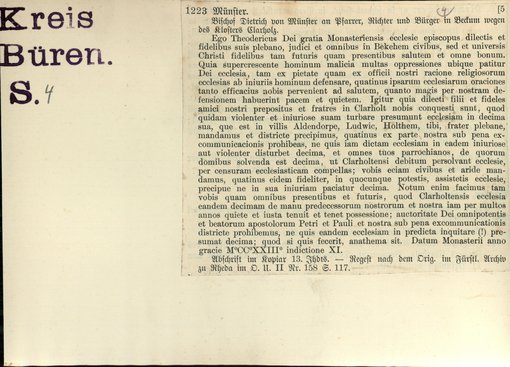 Kreis
Büren.
S. 4
1223 Münster. (4) [5
Bischof Dietrich von Münster an Pfarrer, Richter und Bürger in Beckum wegen
des Klosters Clarholz.
Ego Theodericus Dei gratia Monasteriensis ecclesie episcopus dilectis et
fidelibus suis plebano, judici et omnibus in Bekehem civibus, sed et universis
Christi fidelibus tam futuris quam presentibus salutem et omne bonum.
Quia supercrescente hominum malicia multas oppressiones ubique patitur
Dei ecclesia, tam ex pietate quam ex officii nostri racione religiosorum
ecclesias ab iniuriis hominum defensare, quatinus ipsarum ecclesiarum oraciones
tanto efficacius nobis pervenient ad salutem, quanto magis per nostram de-
fensionem habuerint pacem et quietem. Igitur quia dilecti filii et fideles
amici nostri prepositus et fratres in Clarholt nobis conquesti sunt, quod
quidam violenter et iniuriose suam turbare presumunt ecclesiam in decima
sua, que est in villis Aldendorpe, Ludwic, Hölthem, tibi, frater plebane,
mandamus et districte precipimus, quatinus ex parte nostra sub pena ex-
communicacionis prohibeas, ne quis iam dictam ecclesiam in eadem iniuriose
aut violenter disturbet decima, et omnes tuos parrochianos, de quorum
domibus solvenda est decima, ut Clarholtensi debitum persolvant ecclesie,
per censuram ecclesiasticam compellas; vobis eciam civibus et aride man-
damus, quatinus eidem fideliter, in quocunque potestis, assistetis ecclesie,
precipue ne in sua iniuriam paciatur decima. Notum enim facimus tam
vobis quam omnibus presentibus et futuris, quod Clarholtensis ecclesia
eandem decimam de manu predecessorum nostrorum et nostra iam per multos
annos quiete et iusta tenuit et tenet possessione; auctoritate Dei omnipotentis
et beatorum apostolorum Petri et Pauli et nostra sub pena excommunicationis
districte prohibemus, ne quis eandem ecclesiam in predicta inquitare (!) pre-
sumat decima; quod si quis fecerit, anathema sit. Datum Monasterii anno
gracie MºCCºXXIIIº indictione XI.
Abschrift im Kopiar 13. Jhdts. — Regest nach dem Orig. im Fürstl. Archiv
zu Rheda im O. U. II Nr. 158 S. 117.